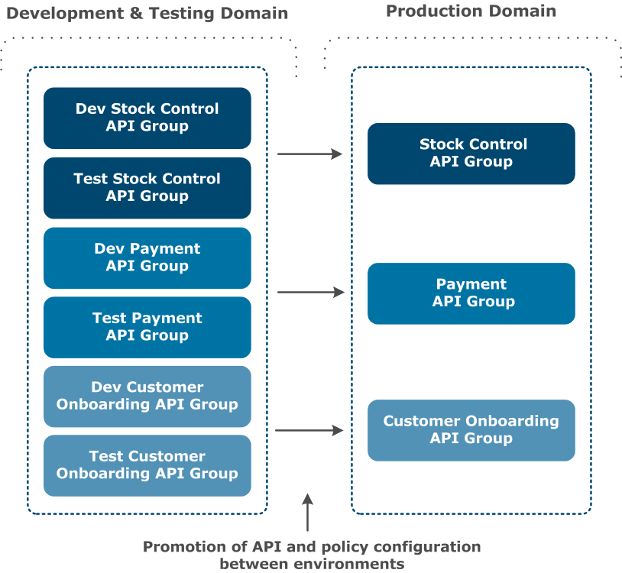 Development & Testing Domain
Production Domain
Dev Stock Control
API Group
Test Stock Control
API Group
Dev Payment
API Group
Test Payment
API Group
Dev Customer
Onboarding API Group
Test Customer
Onboarding API Group
Stock Control
API Group
Payment
API Group
Customer Onboarding
API Group
Promotion of API and policy configuration
between environments